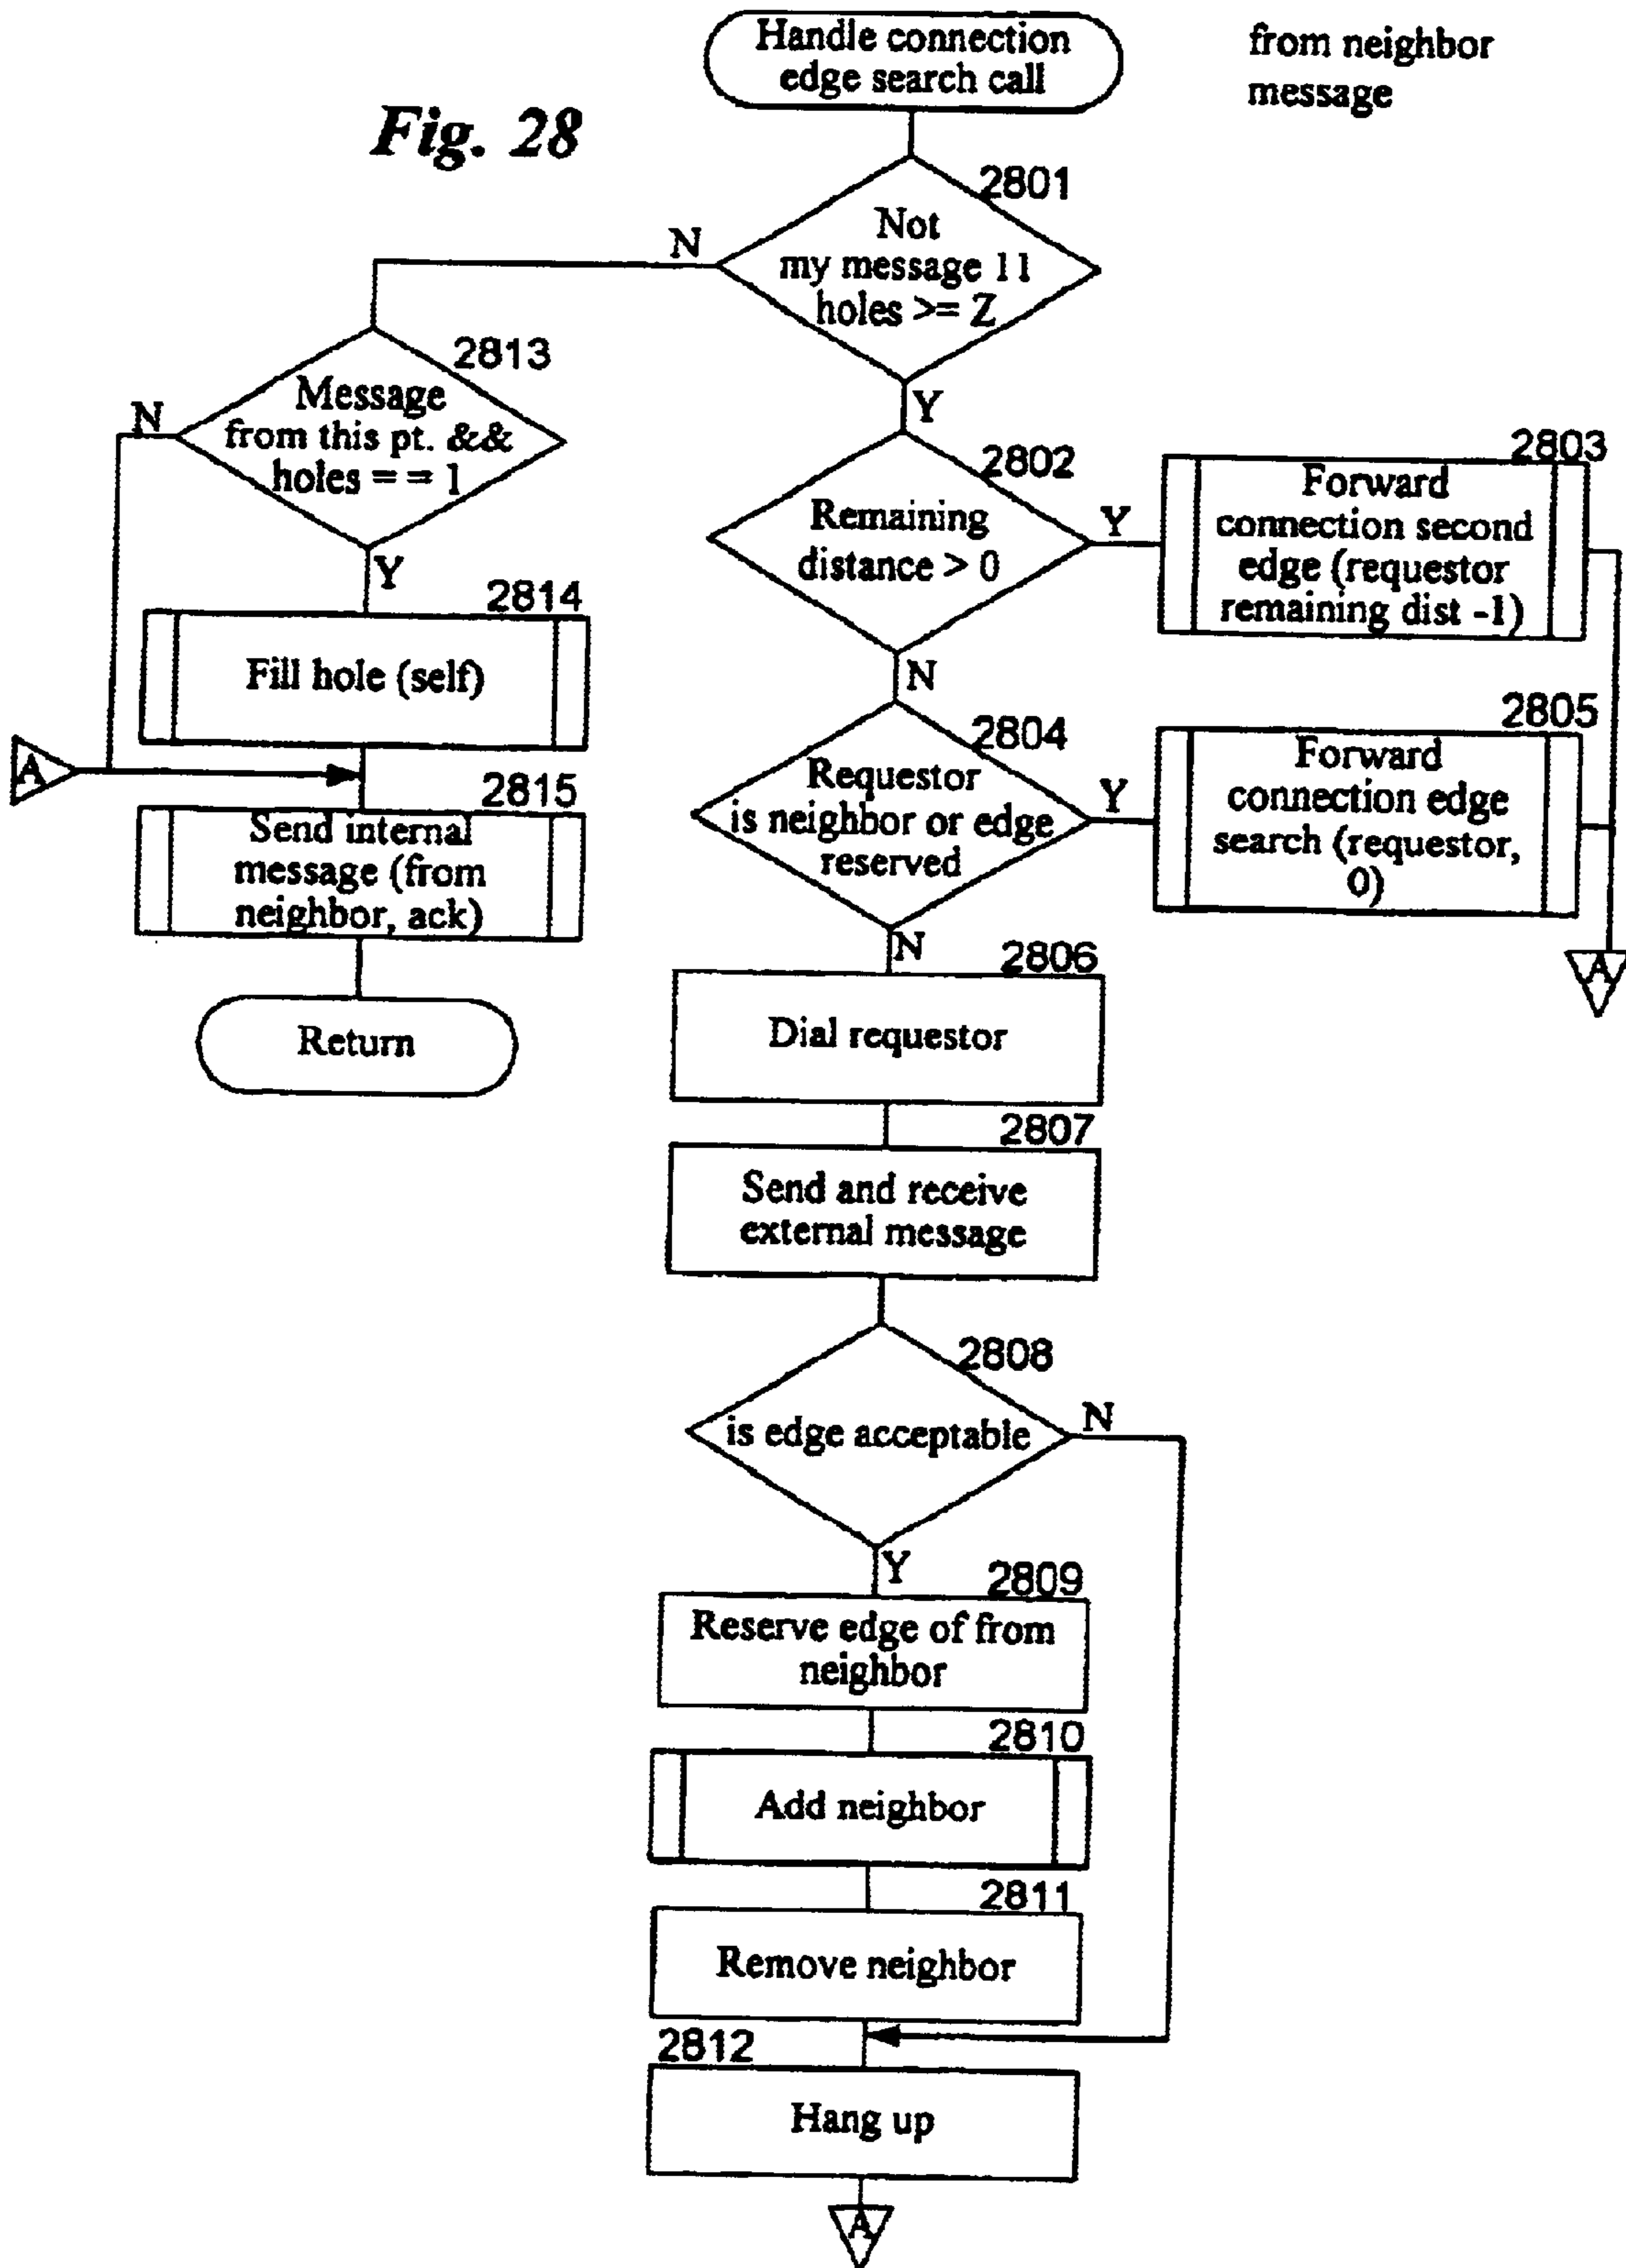 Handle connection
edge search call
from neighbor
message
Fig. 28
2801
Not
my message 11
holes >= Z
N
Y
2813
Message
from this pt. &&
holes = = 1
N
Y
2802
Remaining
distance > 0
Y
N
2803
Forward
connection second
edge (requestor
remaining dist -1)
2814
Fill hole (self)
A
2815
Send internal
message (from
neighbor, ack)
Return
2804
Requestor
is neighbor or edge
reserved
Y
N
2805
Forward
connection edge
search (requestor,
0)
A
2806
Dial requestor
2807
Send and receive
external message
2808
is edge acceptable
N
Y
2809
Reserve edge of from
neighbor
2810
Add neighbor
2811
Remove neighbor
2812
Hang up
A